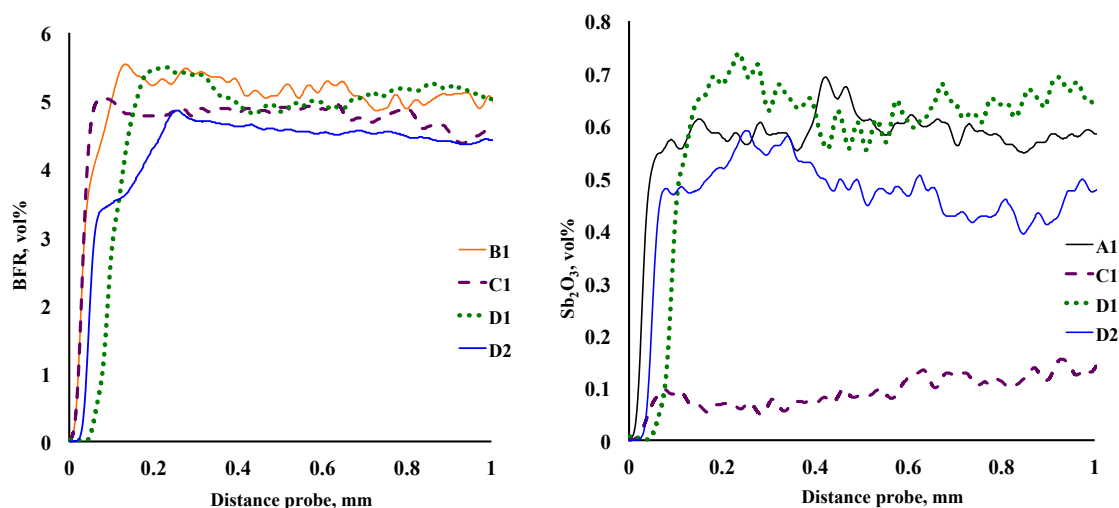 6
5
4
3
2
1
0
BFR, vol%
0 0.2 0.4 0.6 0.8 1
Distance probe, mm
B1
C1
D1
D2
0.8
0.7
0.6
0.5
0.4
0.3
0.2
0.1
0
Sb₂O₃, vol%
0 0.2 0.4 0.6 0.8 1
Distance probe, mm
A1
C1
D1
D2